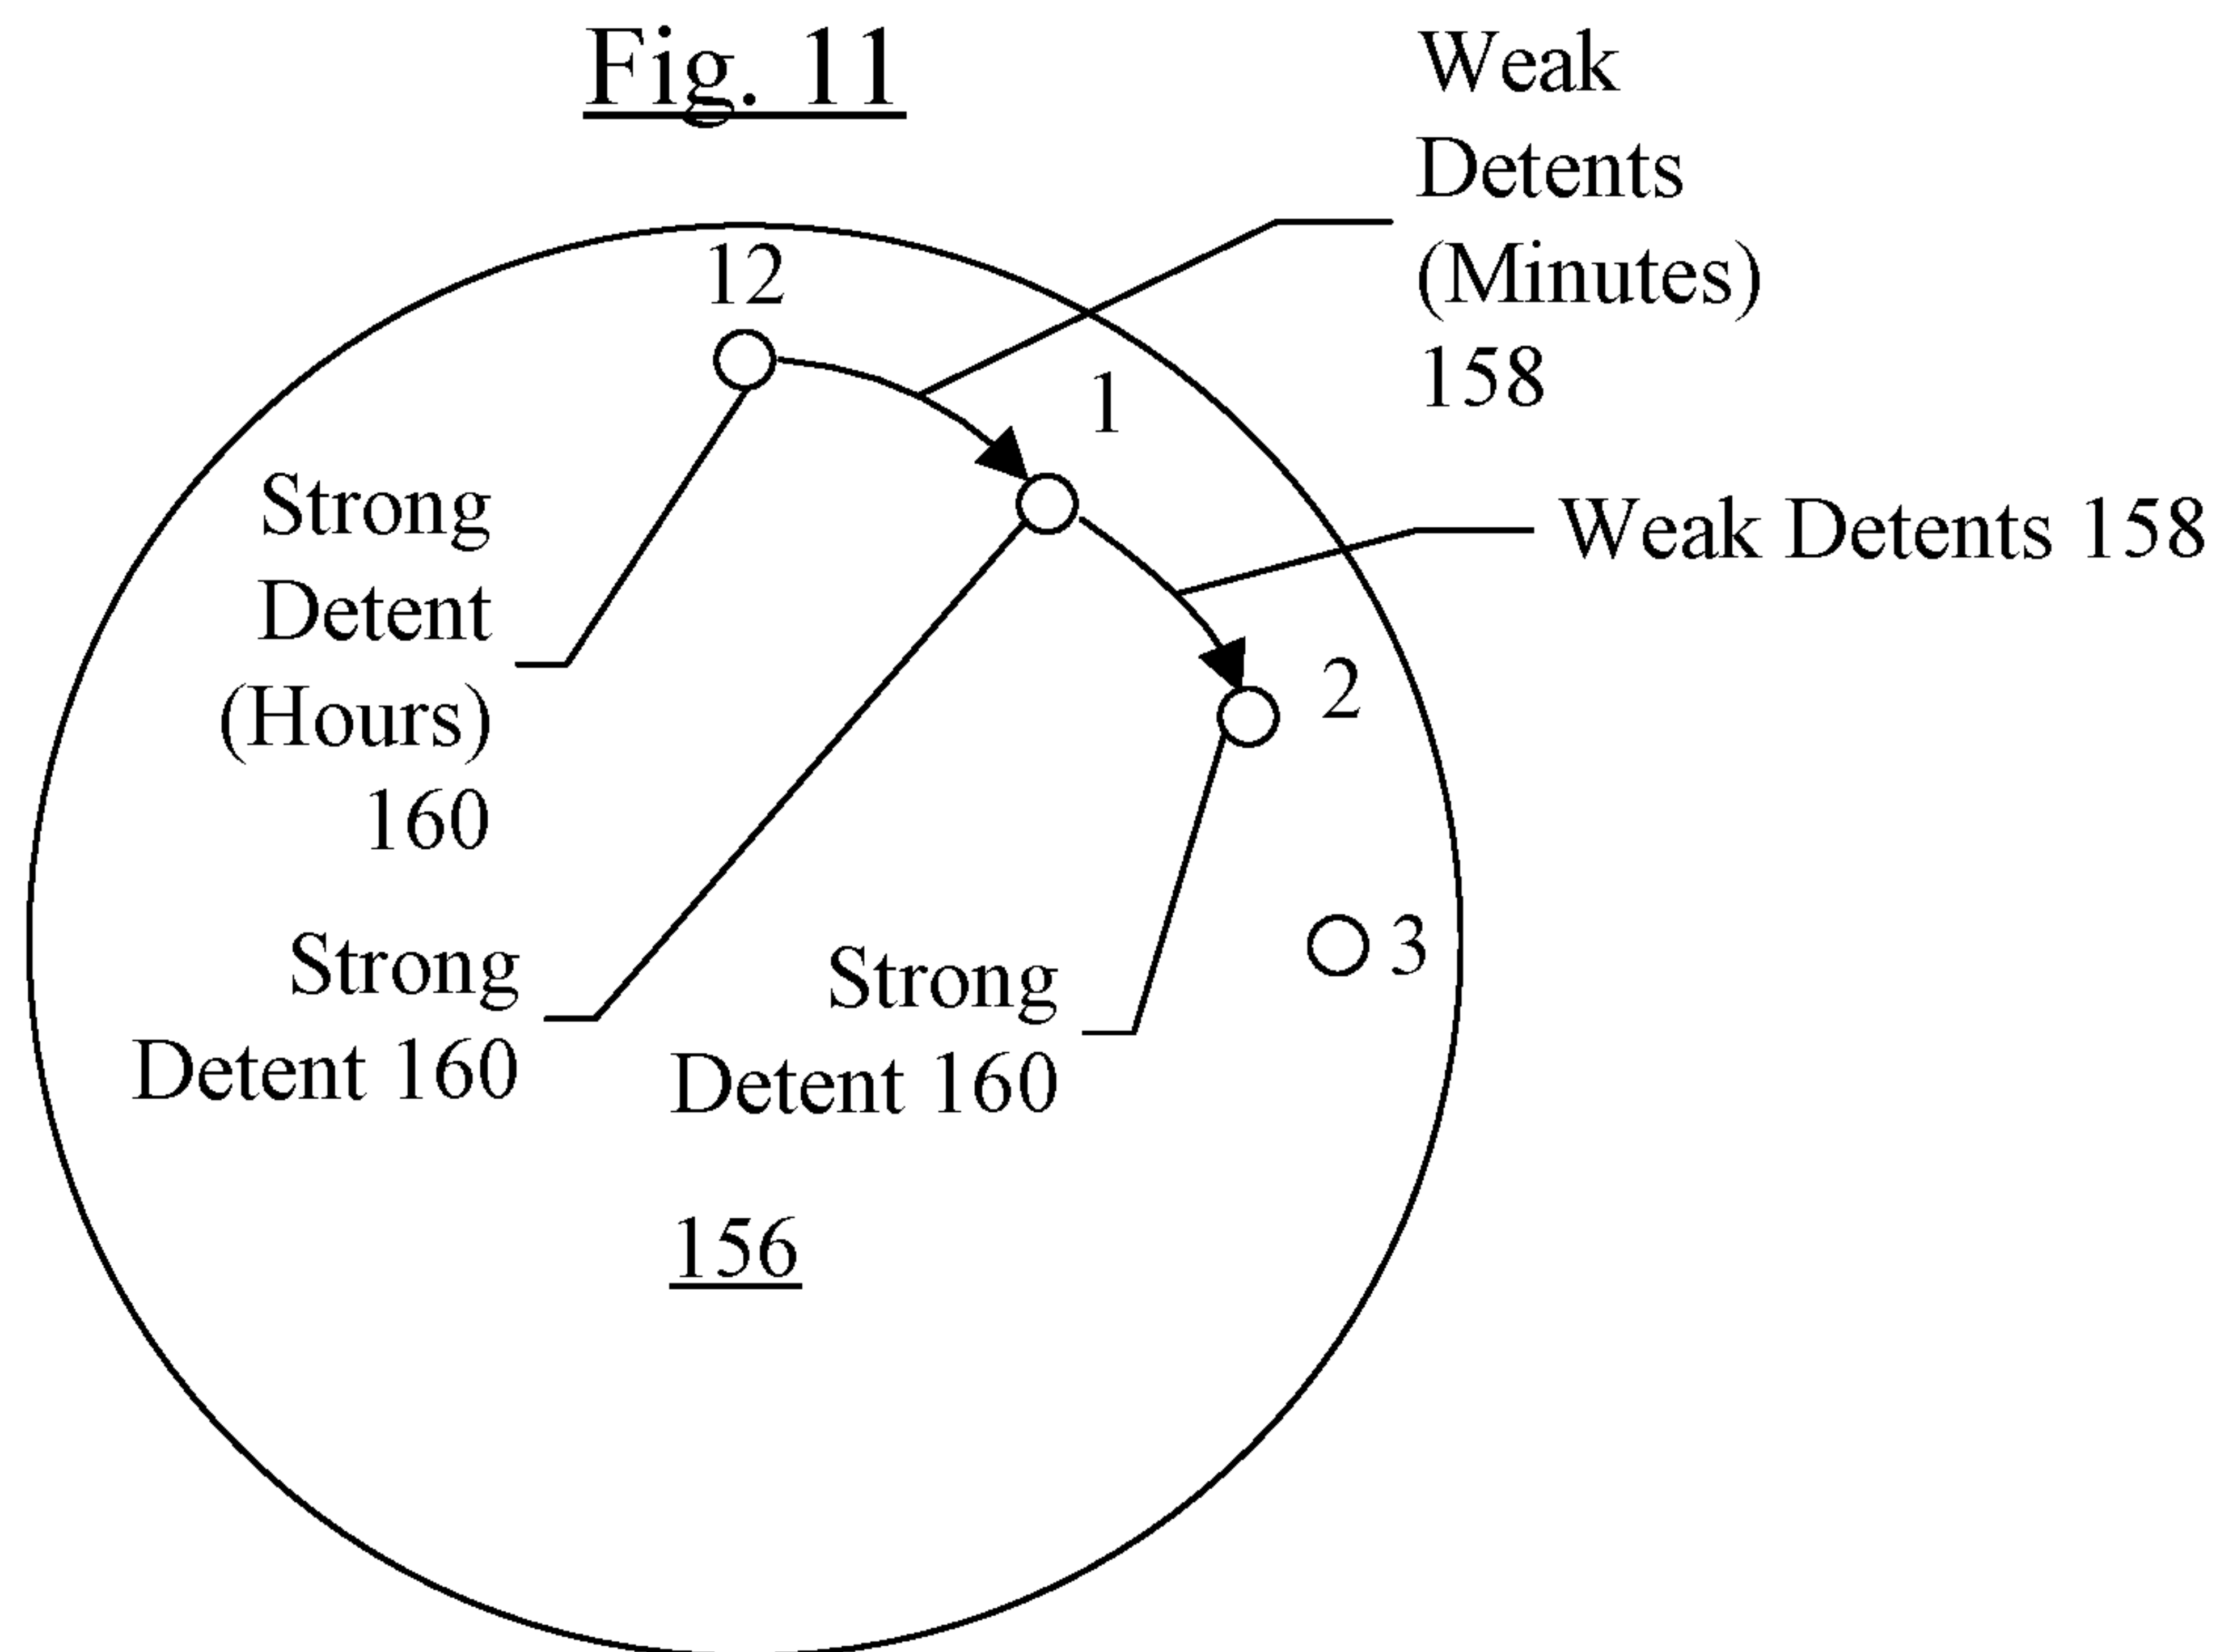 Fig. 11
Weak
Detents
(Minutes)
158
12
1
Strong
Detent
(Hours)
160
Weak Detents 158
2
3
Strong
Detent 160
Strong
Detent 160
156